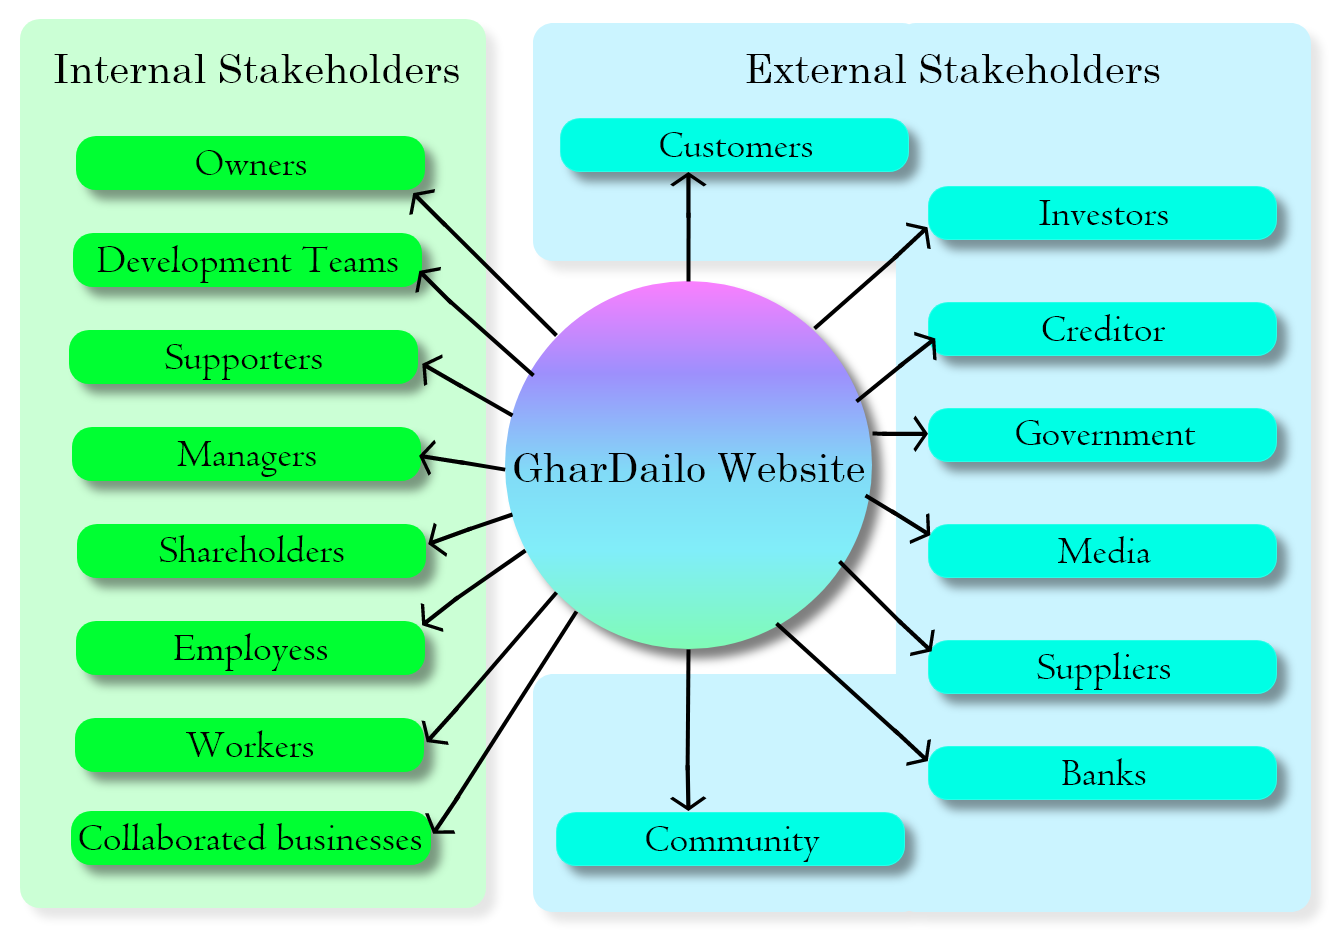 Internal Stakeholders
Owners
Development Teams
Supporters
Managers
Shareholders
Employess
Workers
Collaborated businesses
GharDailo Website
External Stakeholders
Customers
Investors
Creditor
Government
Media
Suppliers
Banks
Community